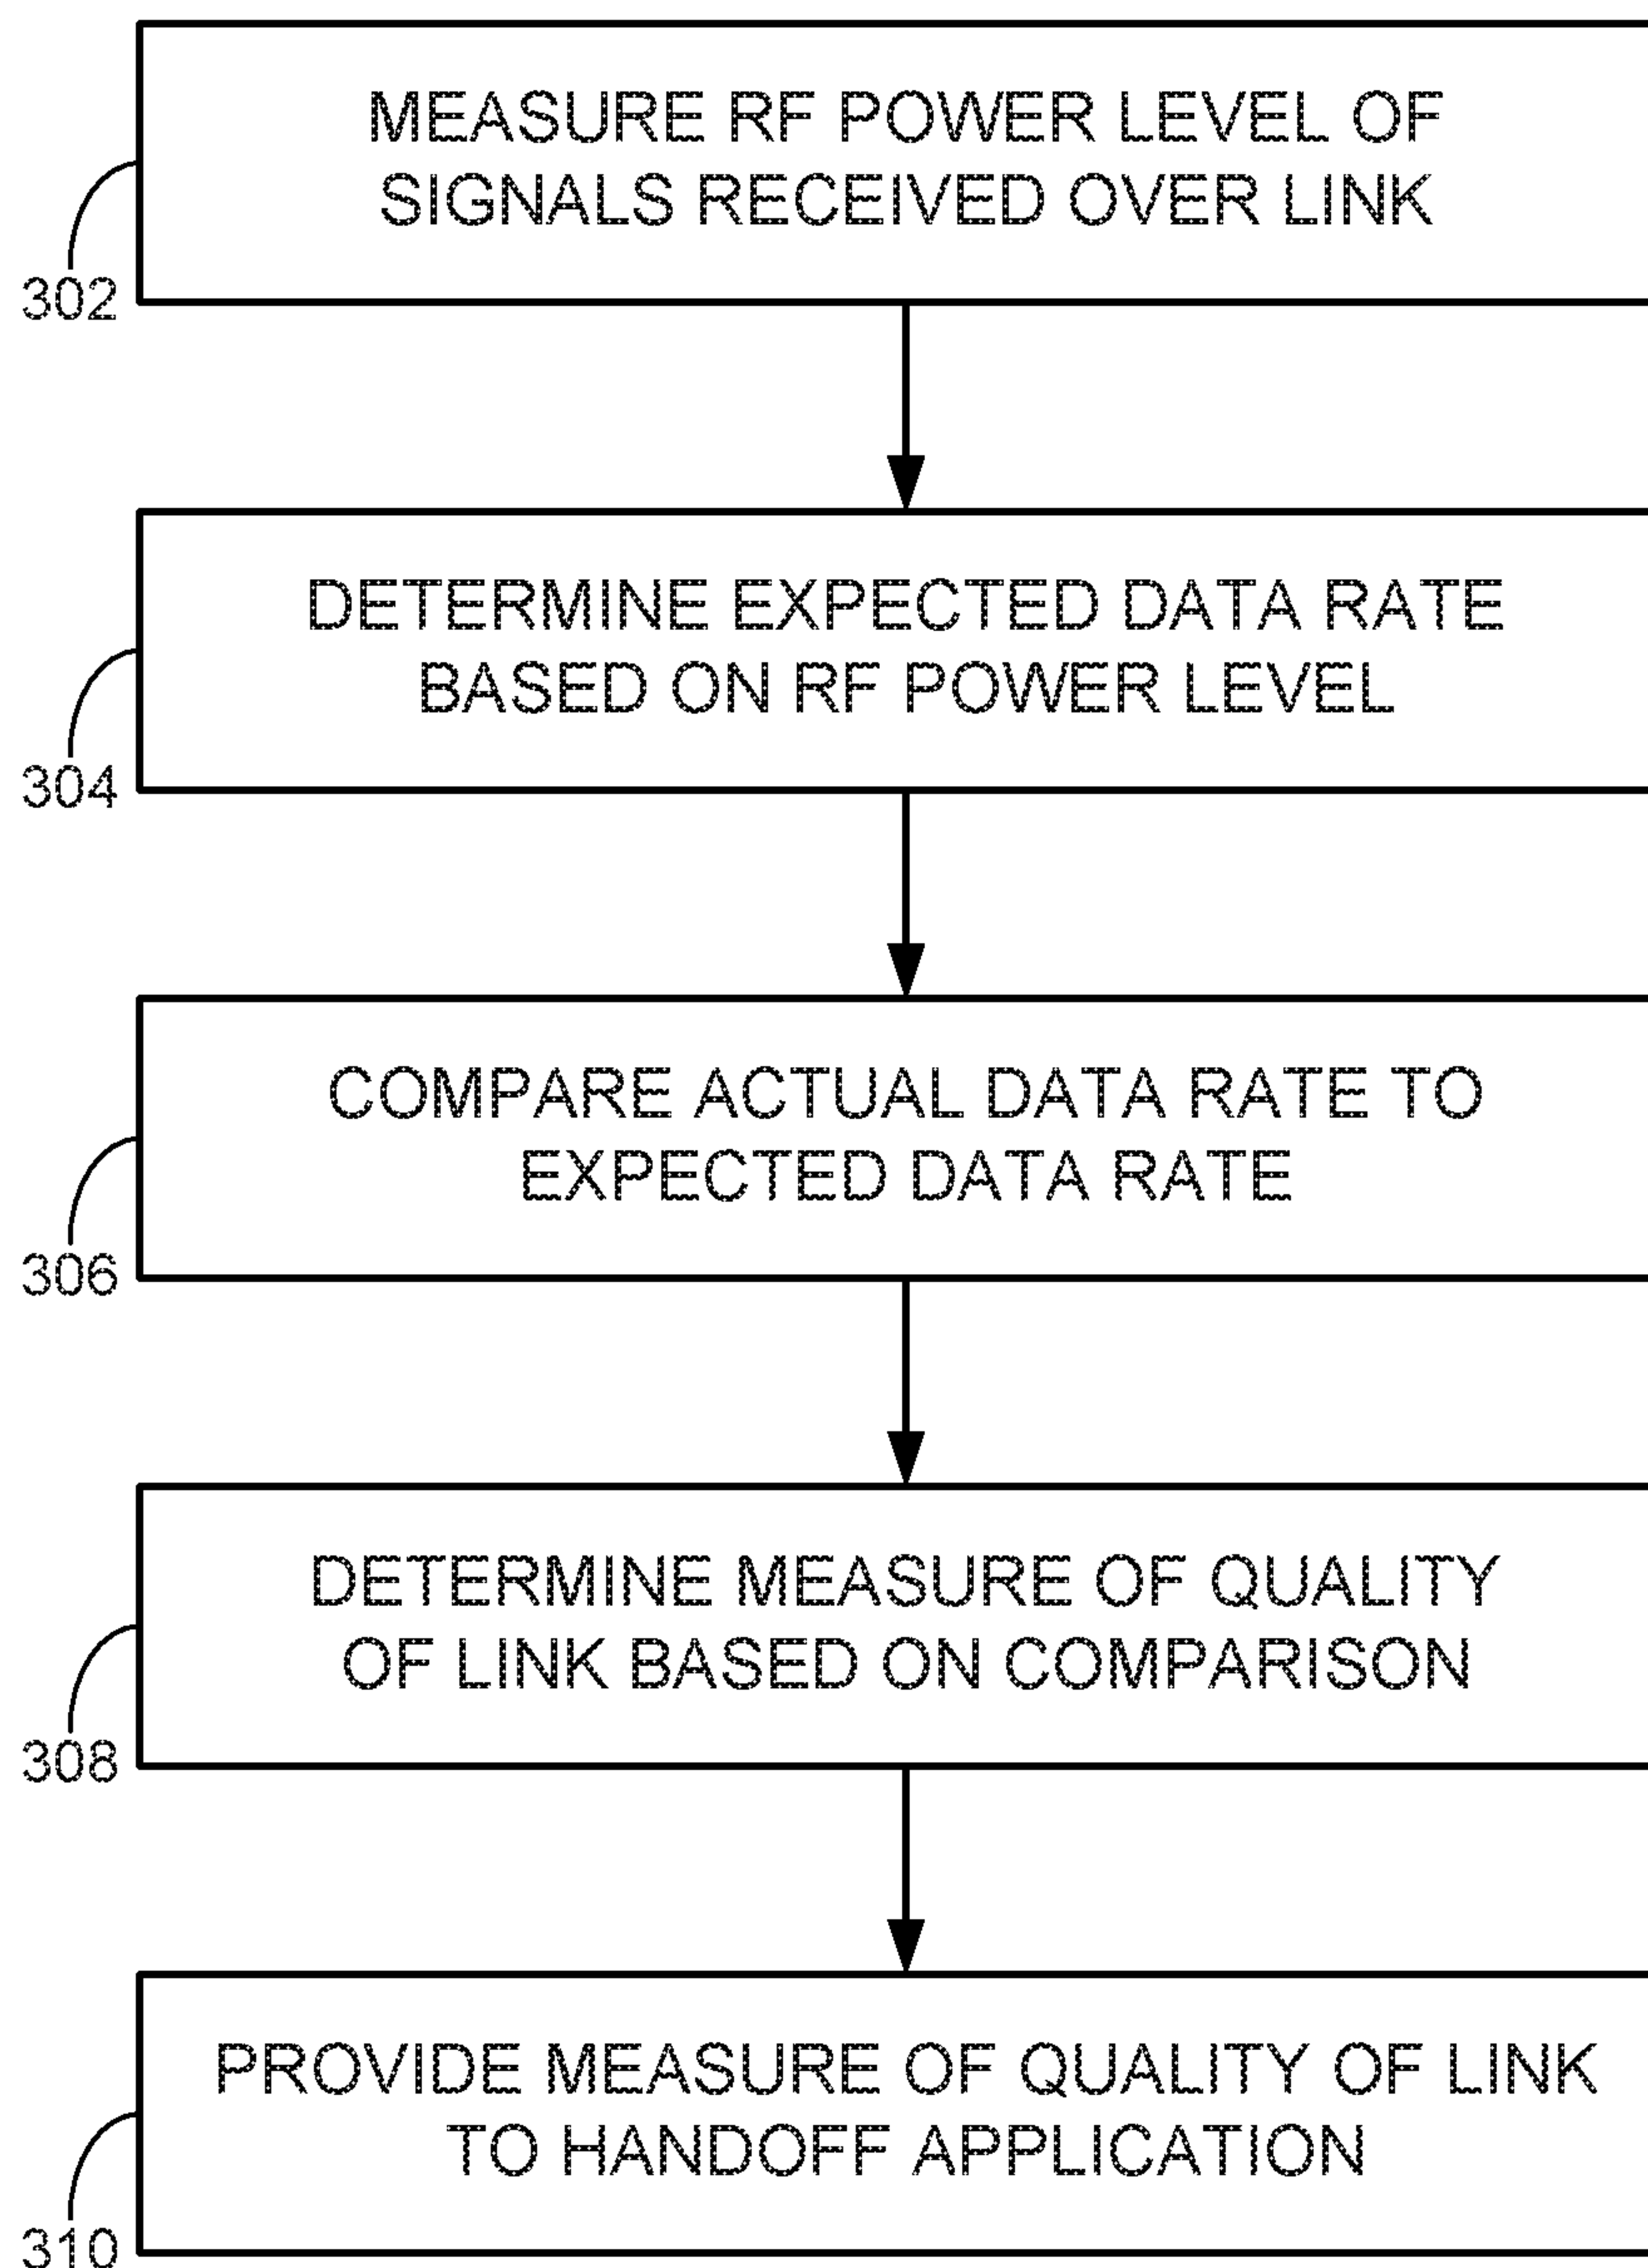 MEASURE RF POWER LEVEL OF
SIGNALS RECEIVED OVER LINK
302
DETERMINE EXPECTED DATA RATE
BASED ON RF POWER LEVEL
304
COMPARE ACTUAL DATA RATE TO
EXPECTED DATA RATE
306
DETERMINE MEASURE OF QUALITY
OF LINK BASED ON COMPARISON
308
PROVIDE MEASURE OF QUALITY OF LINK
TO HANDOFF APPLICATION
310